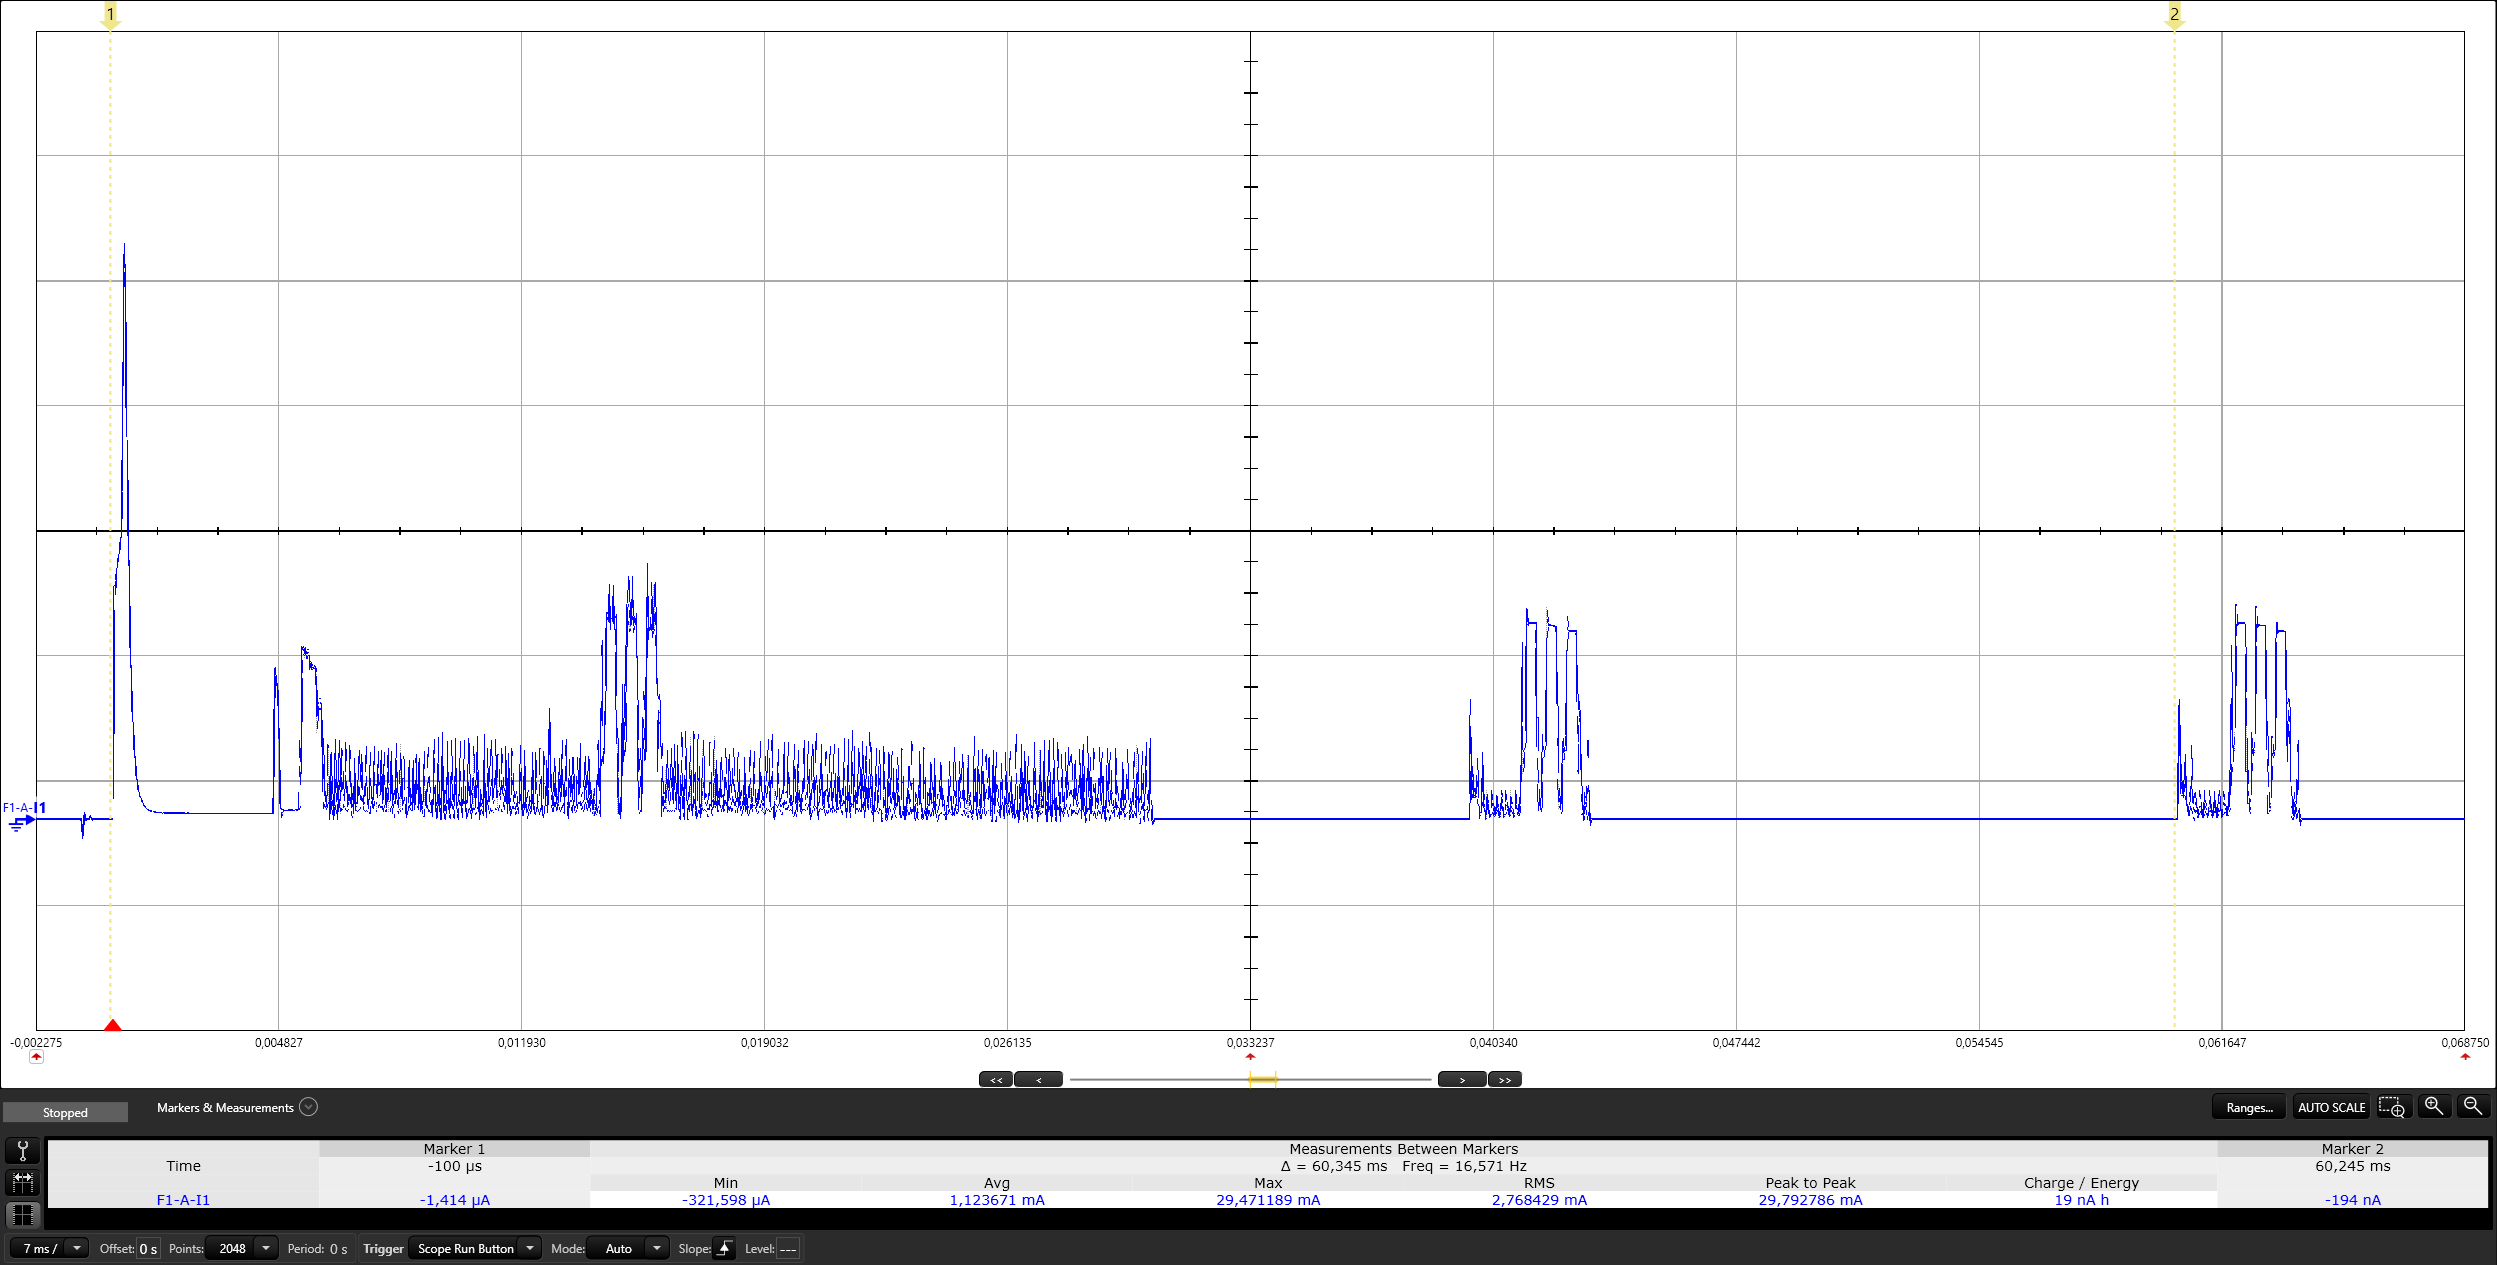 1
2
F1-A-I1
-0,002275
0,004827
0,011930
0,019032
0,026135
0,033237
0,040340
0,047442
0,054545
0,061647
0,068750
<<
<
>
>>
Stopped
Markers & Measurements
Ranges...
AUTO SCALE
Marker 1
Measurements Between Markers
Marker 2
Time
-100 µs
Δ = 60,345 ms Freq = 16,571 Hz
60,245 ms
Min
Avg
Max
RMS
Peak to Peak
Charge / Energy
F1-A-I1
-1,414 µA
-321,598 µA
1,123671 mA
29,471189 mA
2,768429 mA
29,792786 mA
19 nA h
-194 nA
7 ms /
Offset: 0 s
Points: 2048
Period: 0 s
Trigger
Scope Run Button
Mode: Auto
Slope:
Level: ---